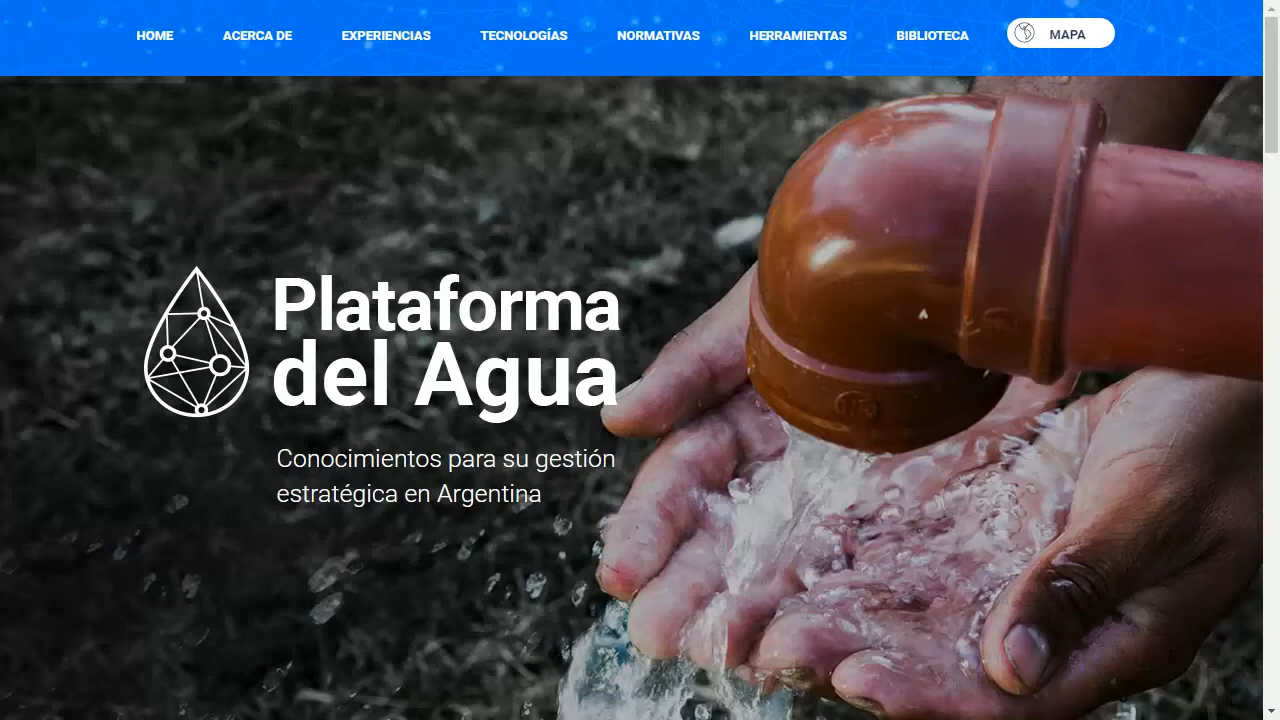 HOME
ACERCA DE
EXPERIENCIAS
TECNOLOGÍAS
NORMATIVAS
HERRAMIENTAS
BIBLIOTECA
MAPA
Plataforma
del Agua
Conocimientos para su gestión
estratégica en Argentina